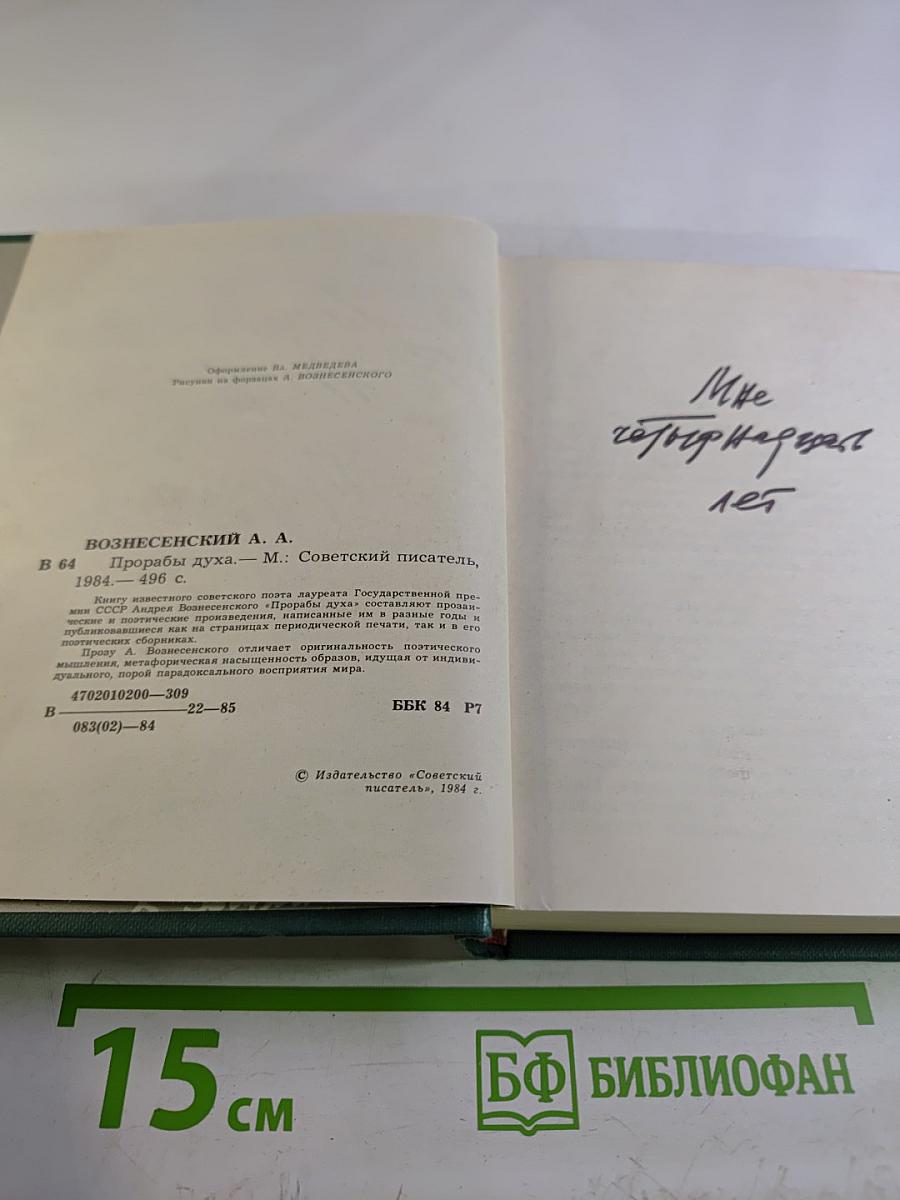 Оформление Вл. МЕДВЕДЕВА
Рисунки на форзацах А. ВОЗНЕСЕНСКОГО
ВОЗНЕСЕНСКИЙ А. А.
В 64 Прорабы духа.— М.: Советский писатель,
1984.— 496 с.
Книгу известного советского поэта лауреата Государственной пре-
мии СССР Андрея Вознесенского «Прорабы духа» составляют прозаи-
ческие и поэтические произведения, написанные им в разные годы и
публиковавшиеся как на страницах периодической печати, так и в его
поэтических сборниках.
Прозу А. Вознесенского отличает оригинальность поэтического
мышления, метафорическая насыщенность образов, идущая от индиви-
дуального, порой парадоксального восприятия мира.
4702010200—309
В ————— 22—85
083(02)—84
ББК 84 Р7
© Издательство «Советский
писатель», 1984 г.
Мне
четырнадцать
лет
15 см
БФ БИБЛИОФАН